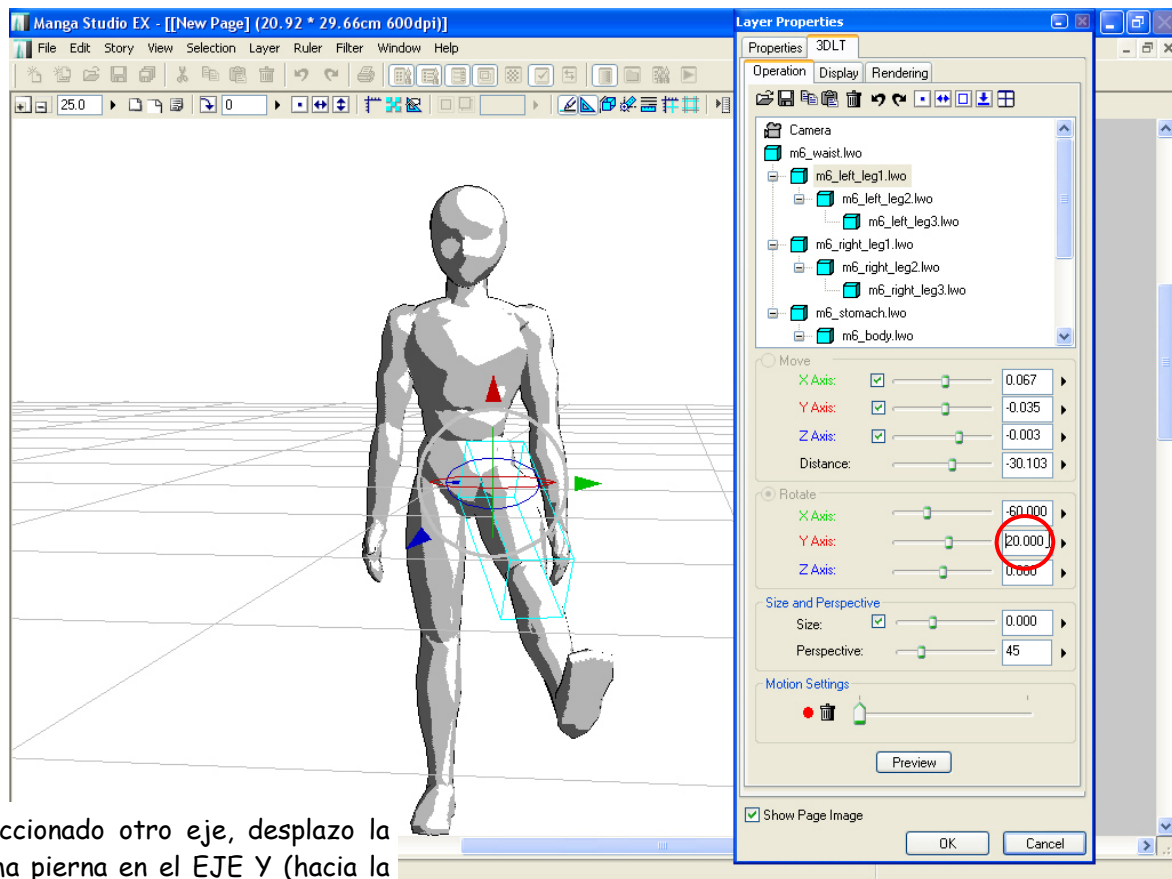 Manga Studio EX - [[New Page] (20.92 * 29.66cm 600dpi)]
File Edit Story View Selection Layer Ruler Filter Window Help
25.0 0
Layer Properties
Properties 3DLT
Operation Display Rendering
Camera
m6_waist.lwo
m6_left_leg1.lwo
m6_left_leg2.lwo
m6_left_leg3.lwo
m6_right_leg1.lwo
m6_right_leg2.lwo
m6_right_leg3.lwo
m6_stomach.lwo
m6_body.lwo
Move
X Axis: 0.067
Y Axis: -0.035
Z Axis: -0.003
Distance: -30.103
Rotate
X Axis: -60.000
Y Axis: 20.000
Z Axis: 0.000
Size and Perspective
Size: 0.000
Perspective: 45
Motion Settings
Preview
Show Page Image
OK Cancel
ccionado otro eje, desplazo la
na pierna en el EJE Y (hacia la